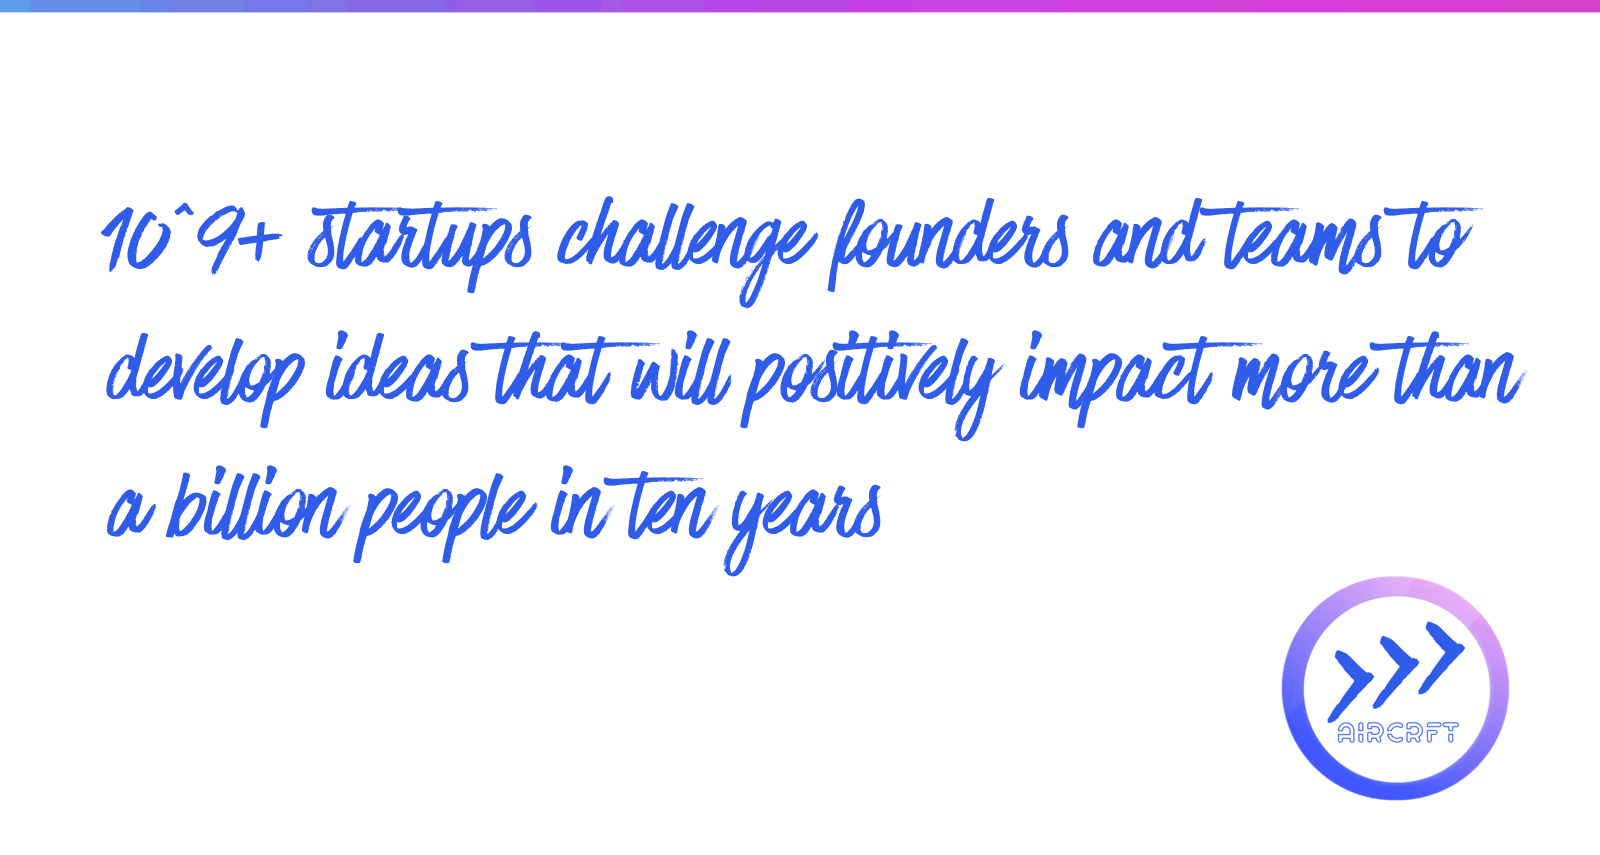 10^9+ startups challenge founders and teams to
develop ideas that will positively impact more than
a billion people in ten years
AIRCRFT